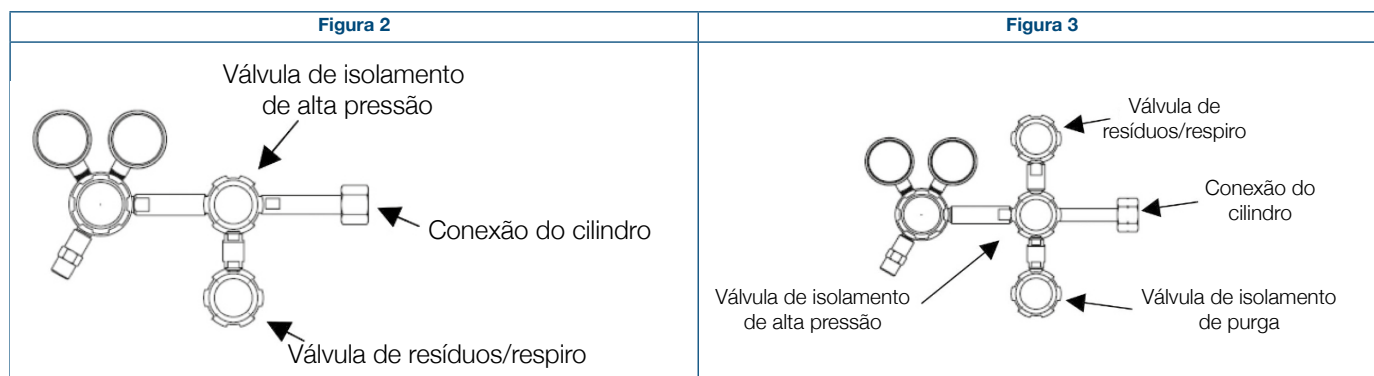 Figura 2
Válvula de isolamento
de alta pressão
Conexão do cilindro
Válvula de resíduos/respiro
Figura 3
Válvula de
resíduos/respiro
Conexão do
cilindro
Válvula de isolamento
de alta pressão
Válvula de isolamento
de purga